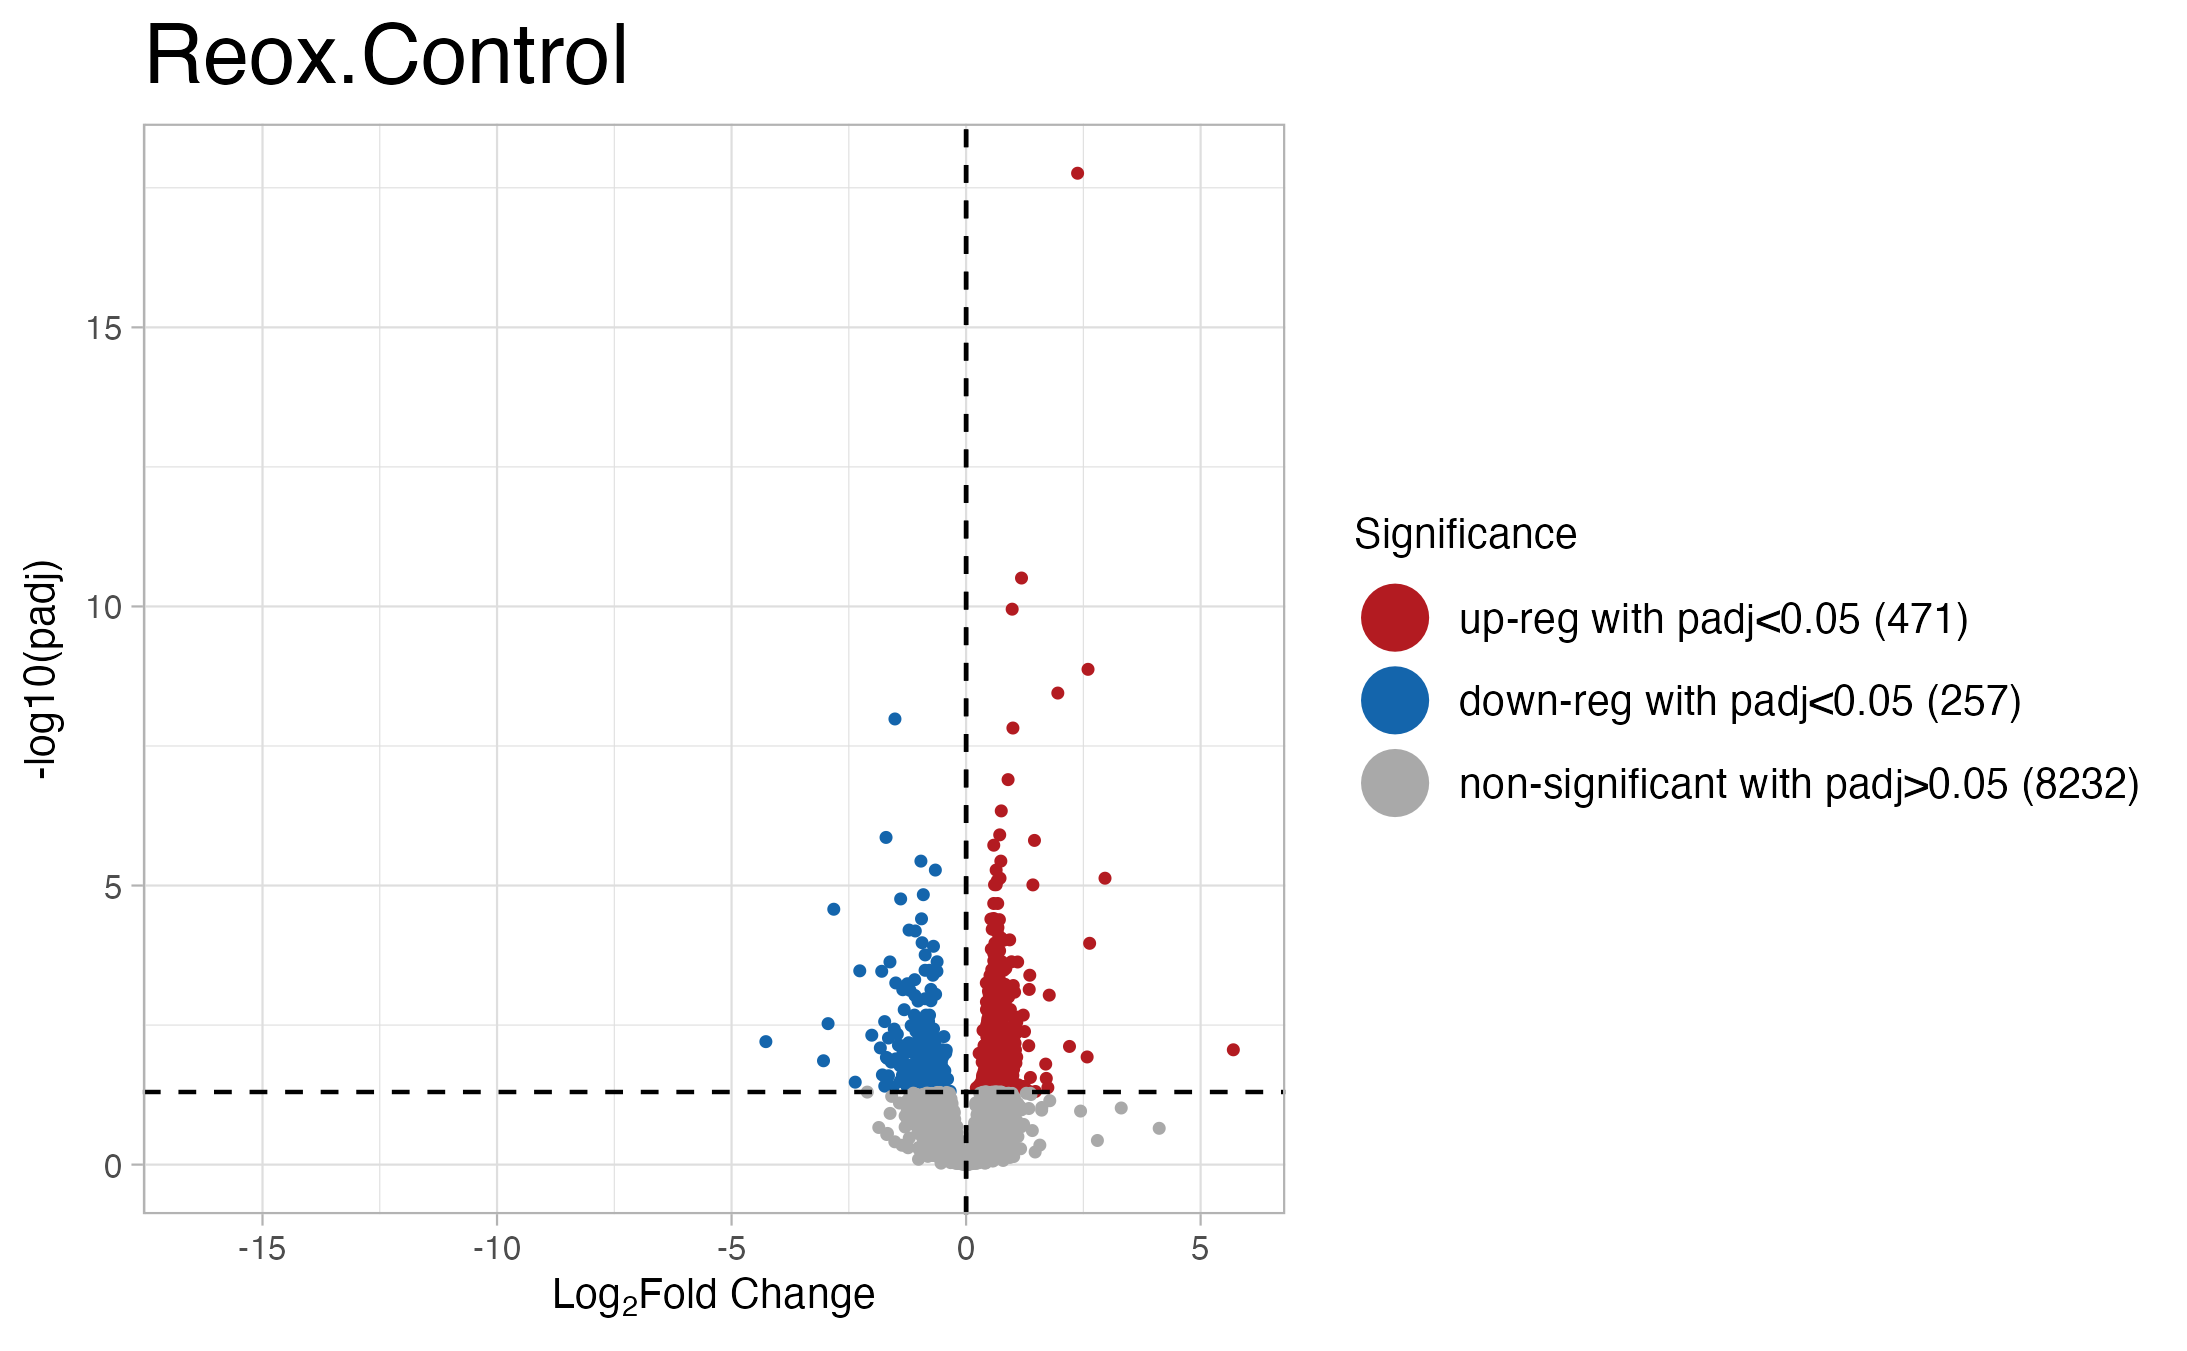 Reox.Control
15
10
5
0
-log10(padj)
-15
-10
-5
0
5
Log₂Fold Change
Significance
up-reg with padj<0.05 (471)
down-reg with padj<0.05 (257)
non-significant with padj>0.05 (8232)